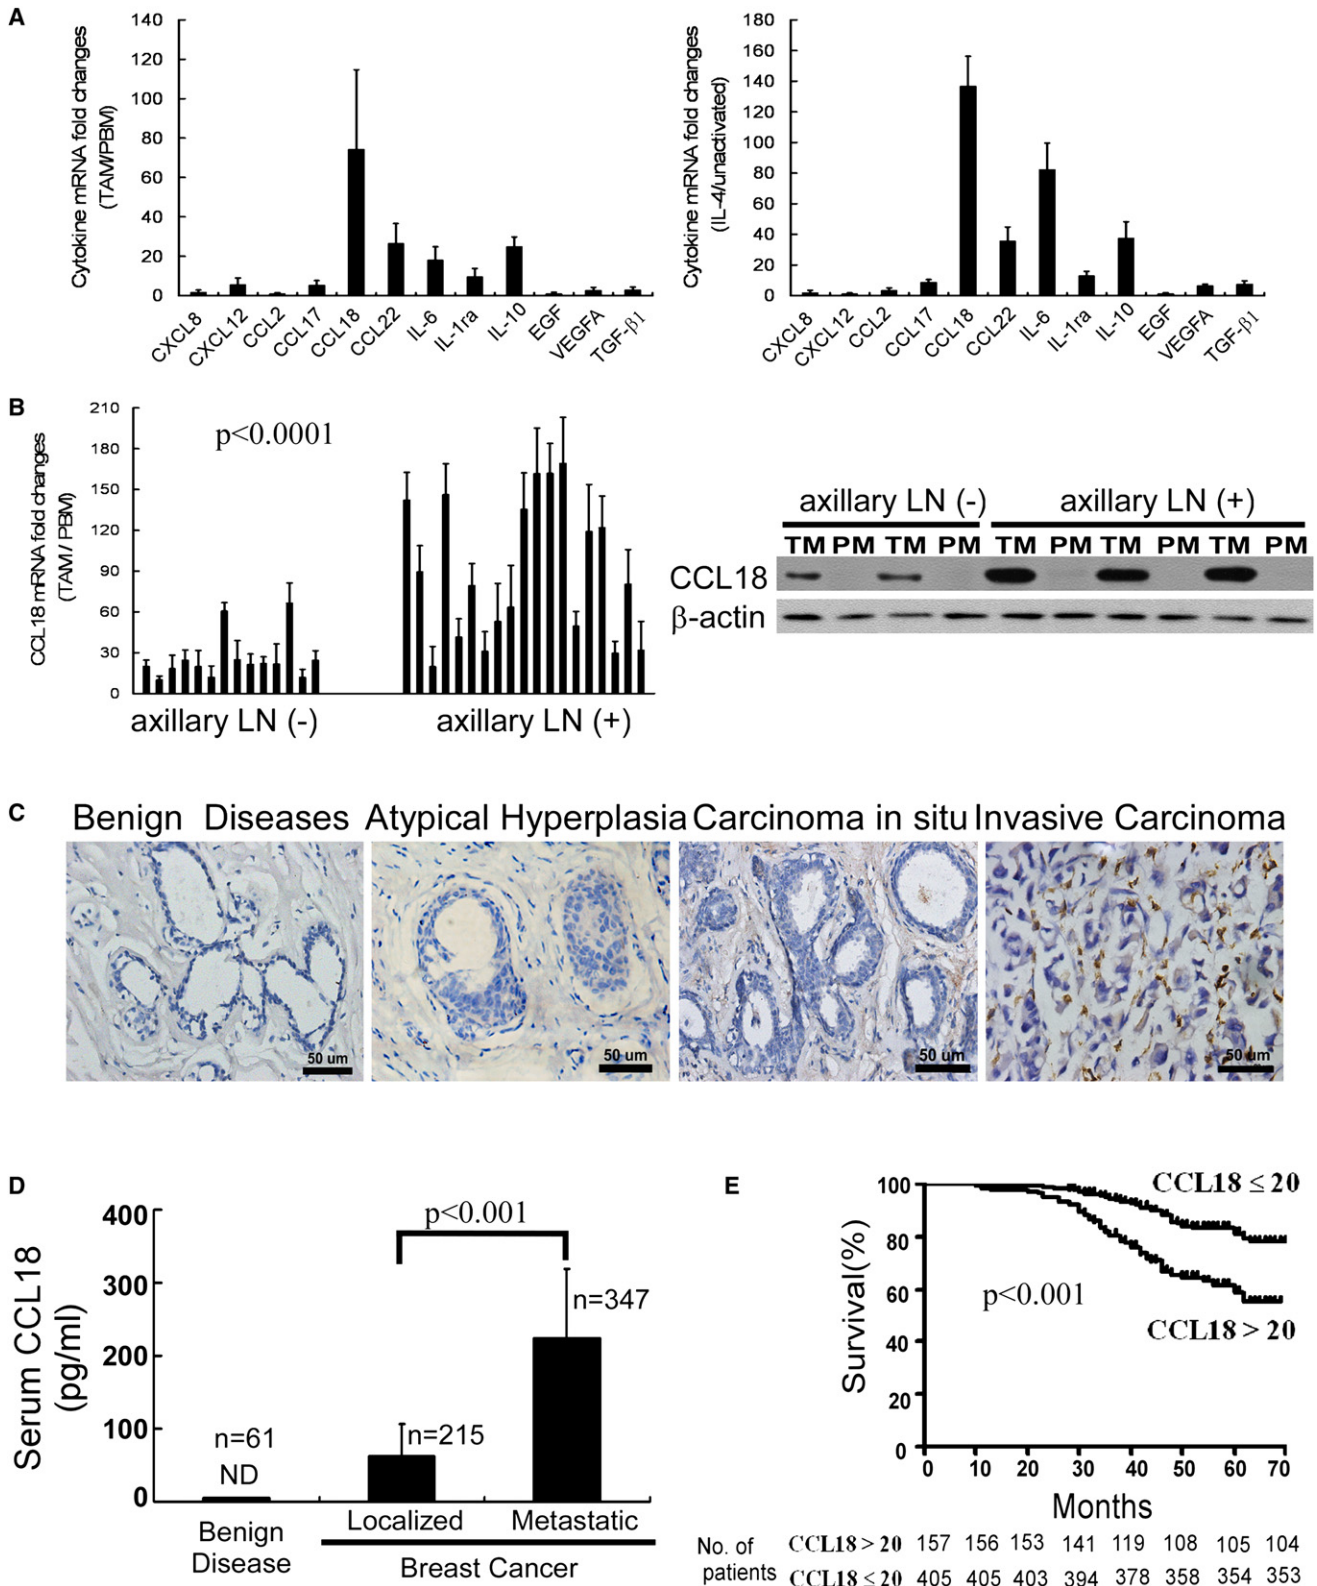 A
Cytokine mRNA fold changes
(TAM/PBM)
140
120
100
80
60
40
20
0
CXCL8
CXCL12
CCL2
CCL17
CCL18
CCL22
IL-6
IL-1ra
IL-10
EGF
VEGFA
TGF-β1
Cytokine mRNA fold changes
(IL-4/unactivated)
180
160
140
120
100
80
60
40
20
0
CXCL8
CXCL12
CCL2
CCL17
CCL18
CCL22
IL-6
IL-1ra
IL-10
EGF
VEGFA
TGF-β1
B
CCL18 mRNA fold changes
(TAM / PBM)
210
180
150
120
90
60
30
0
p<0.0001
axillary LN (-)
axillary LN (+)
axillary LN (-)
axillary LN (+)
TM PM TM PM TM PM TM PM TM PM
CCL18
β-actin
C
Benign Diseases
Atypical Hyperplasia
Carcinoma in situ
Invasive Carcinoma
50 um
50 um
50 um
50 um
D
Serum CCL18
(pg/ml)
400
300
200
100
0
p<0.001
n=61
ND
n=215
n=347
Benign
Disease
Localized
Metastatic
Breast Cancer
E
Survival(%)
100
80
60
40
20
0
CCL18 ≤ 20
p<0.001
CCL18 > 20
0 10 20 30 40 50 60 70
Months
No. of
patients
CCL18 > 20 157 156 153 141 119 108 105 104
CCL18 ≤ 20 405 405 403 394 378 358 354 353